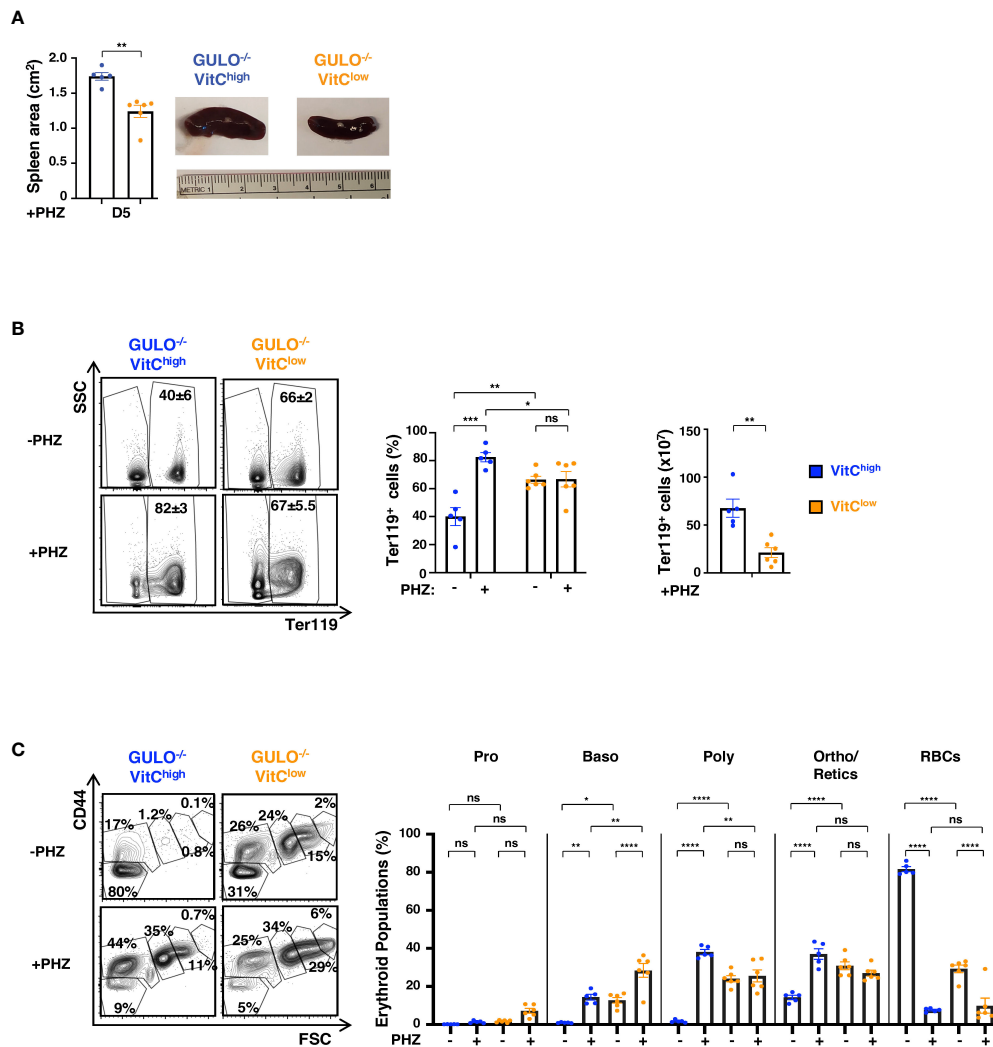 A
Spleen area (cm²)
2.0
1.5
1.0
0.5
0
**
+PHZ D5
GULO-/- GULO-/-
VitChigh VitClow
METRIC 1 2 3 4 5 6
B
GULO-/- GULO-/-
VitChigh VitClow
SSC
-PHZ
40±6 66±2
+PHZ
82±3 67±5.5
Ter119
Ter119+ cells (%)
100
80
60
40
20
0
**
*
*** ns
PHZ: - + - +
Ter119+ cells (x10⁷)
150
100
50
0
**
+PHZ
VitChigh
VitClow
C
GULO-/- GULO-/-
VitChigh VitClow
CD44
-PHZ
17% 1.2% 0.1%
0.8%
80%
26% 24% 2%
15%
31%
+PHZ
44% 35% 0.7%
11%
9%
25% 34% 6%
29%
5%
FSC
Pro Baso Poly Ortho/ RBCs
Retics
Erythroid Populations (%)
100
80
60
40
20
0
ns * **** **** ****
ns ** ** ns ns
ns ns ** **** **** ns **** ns **** ****
PHZ - + - + - + - + - + - + - + - + - + - +